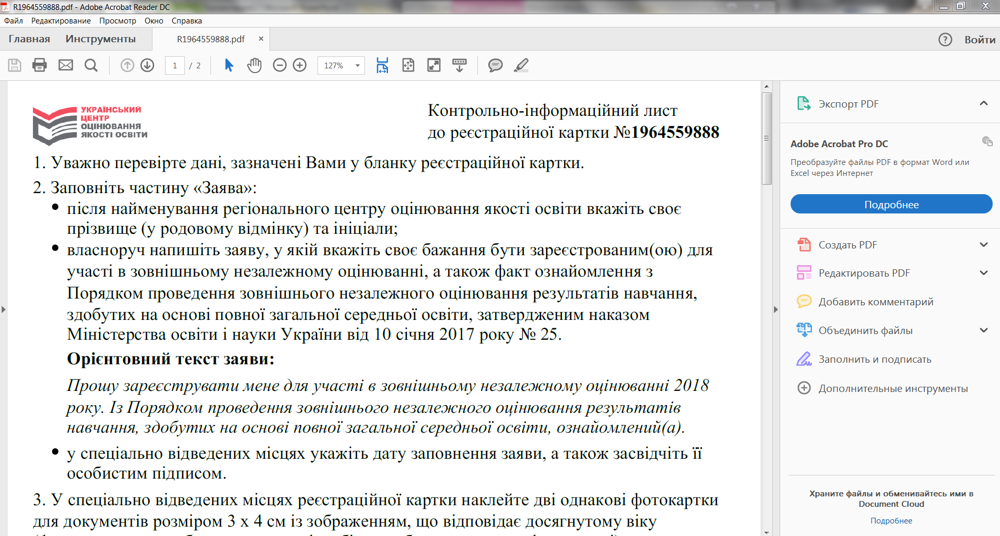 R1964559888.pdf - Adobe Acrobat Reader DC
Файл Редактирование Просмотр Окно Справка
Главная Инструменты R1964559888.pdf × ? Войти
1 / 2 127%
УКРАЇНСЬКИЙ
ЦЕНТР
ОЦІНЮВАННЯ
ЯКОСТІ ОСВІТИ
Контрольно-інформаційний лист
до реєстраційної картки №1964559888
1. Уважно перевірте дані, зазначені Вами у бланку реєстраційної картки.
2. Заповніть частину «Заява»:
• після найменування регіонального центру оцінювання якості освіти вкажіть своє
прізвище (у родовому відмінку) та ініціали;
• власноруч напишіть заяву, у якій вкажіть своє бажання бути зареєстрованим(ою) для
участі в зовнішньому незалежному оцінюванні, а також факт ознайомлення з
Порядком проведення зовнішнього незалежного оцінювання результатів навчання,
здобутих на основі повної загальної середньої освіти, затвердженим наказом
Міністерства освіти і науки України від 10 січня 2017 року № 25.
Орієнтовний текст заяви:
Прошу зареєструвати мене для участі в зовнішньому незалежному оцінюванні 2018
року. Із Порядком проведення зовнішнього незалежного оцінювання результатів
навчання, здобутих на основі повної загальної середньої освіти, ознайомлений(а).
• у спеціально відведених місцях укажіть дату заповнення заяви, а також засвідчіть її
особистим підписом.
3. У спеціально відведених місцях реєстраційної картки наклейте дві однакові фотокартки
для документів розміром 3 х 4 см із зображенням, що відповідає досягнутому віку
Экспорт PDF
Adobe Acrobat Pro DC
Преобразуйте файлы PDF в формат Word или
Excel через Интернет
Подробнее
Создать PDF
Редактировать PDF
Добавить комментарий
Объединить файлы
Заполнить и подписать
Дополнительные инструменты
Храните файлы и обменивайтесь ими в
Document Cloud
Подробнее